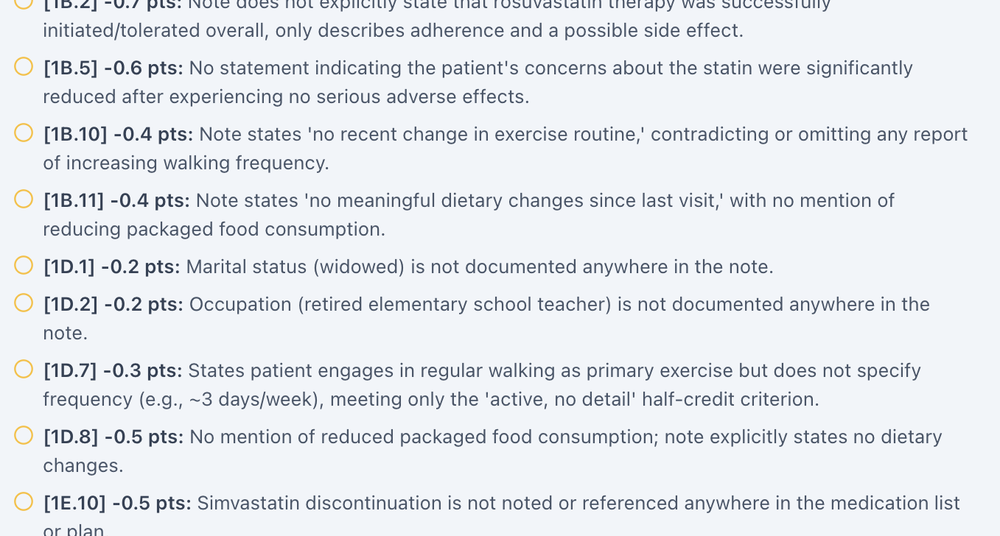 [1B.2] -0.7 pts: Note does not explicitly state that rosuvastatin therapy was successfully
initiated/tolerated overall, only describes adherence and a possible side effect.
[1B.5] -0.6 pts: No statement indicating the patient's concerns about the statin were significantly
reduced after experiencing no serious adverse effects.
[1B.10] -0.4 pts: Note states 'no recent change in exercise routine,' contradicting or omitting any report
of increasing walking frequency.
[1B.11] -0.4 pts: Note states 'no meaningful dietary changes since last visit,' with no mention of
reducing packaged food consumption.
[1D.1] -0.2 pts: Marital status (widowed) is not documented anywhere in the note.
[1D.2] -0.2 pts: Occupation (retired elementary school teacher) is not documented anywhere in the
note.
[1D.7] -0.3 pts: States patient engages in regular walking as primary exercise but does not specify
frequency (e.g., ~3 days/week), meeting only the 'active, no detail' half-credit criterion.
[1D.8] -0.5 pts: No mention of reduced packaged food consumption; note explicitly states no dietary
changes.
[1E.10] -0.5 pts: Simvastatin discontinuation is not noted or referenced anywhere in the medication list
or plan